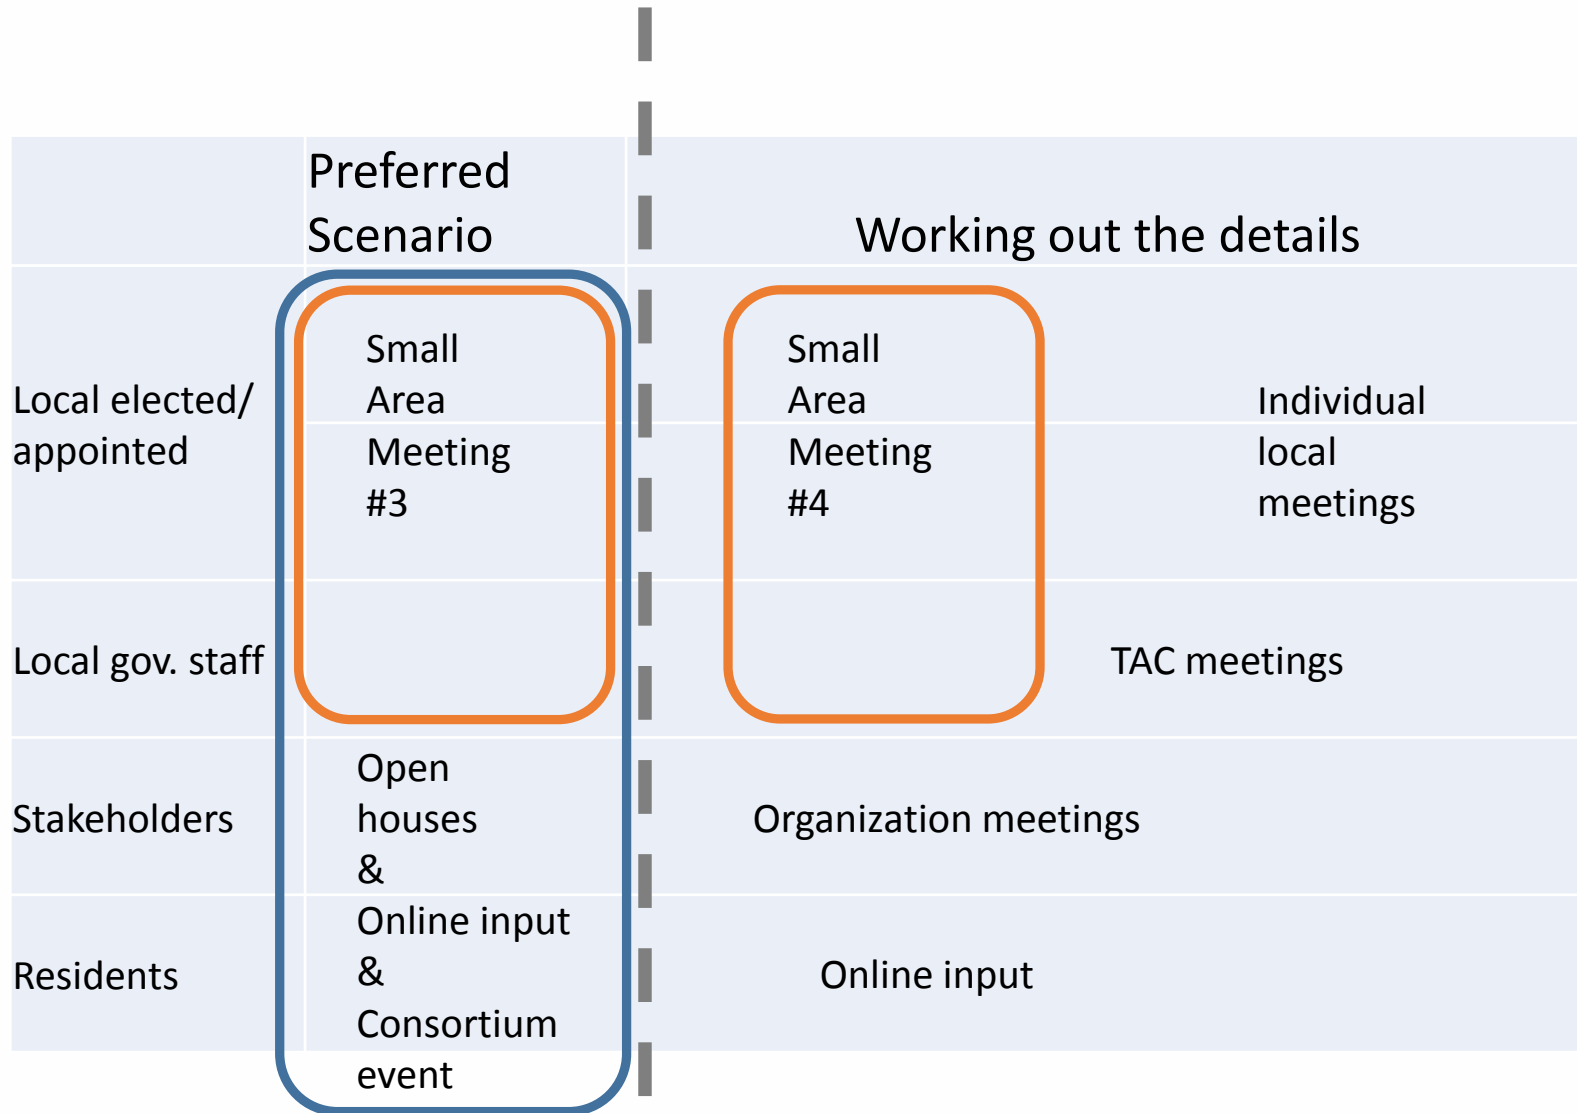 Preferred
Scenario
Working out the details
Local elected/
appointed
Small
Area
Meeting
#3
Small
Area
Meeting
#4
Individual
local
meetings
Local gov. staff
TAC meetings
Stakeholders
Open
houses
&
Online input
&
Consortium
event
Organization meetings
Residents
Online input